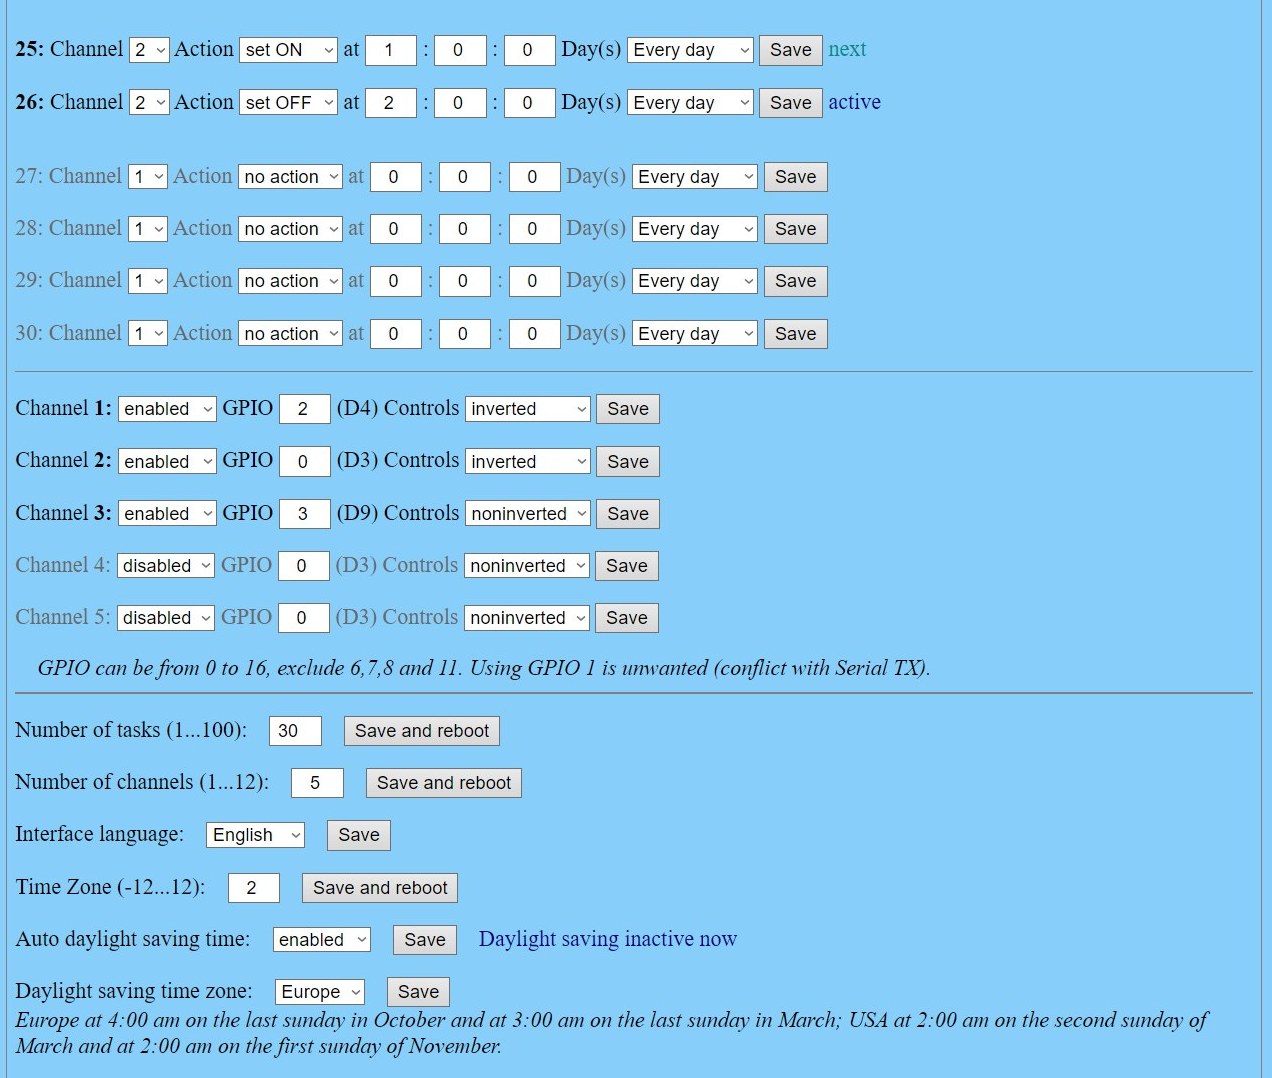 25: Channel 2 Action set ON at 1 : 0 : 0 Day(s) Every day Save next
26: Channel 2 Action set OFF at 2 : 0 : 0 Day(s) Every day Save active
27: Channel 1 Action no action at 0 : 0 : 0 Day(s) Every day Save
28: Channel 1 Action no action at 0 : 0 : 0 Day(s) Every day Save
29: Channel 1 Action no action at 0 : 0 : 0 Day(s) Every day Save
30: Channel 1 Action no action at 0 : 0 : 0 Day(s) Every day Save
Channel 1: enabled GPIO 2 (D4) Controls inverted Save
Channel 2: enabled GPIO 0 (D3) Controls inverted Save
Channel 3: enabled GPIO 3 (D9) Controls noninverted Save
Channel 4: disabled GPIO 0 (D3) Controls noninverted Save
Channel 5: disabled GPIO 0 (D3) Controls noninverted Save
GPIO can be from 0 to 16, exclude 6,7,8 and 11. Using GPIO 1 is unwanted (conflict with Serial TX).
Number of tasks (1...100): 30 Save and reboot
Number of channels (1...12): 5 Save and reboot
Interface language: English Save
Time Zone (-12...12): 2 Save and reboot
Auto daylight saving time: enabled Save Daylight saving inactive now
Daylight saving time zone: Europe Save
Europe at 4:00 am on the last sunday in October and at 3:00 am on the last sunday in March; USA at 2:00 am on the second sunday of
March and at 2:00 am on the first sunday of November.